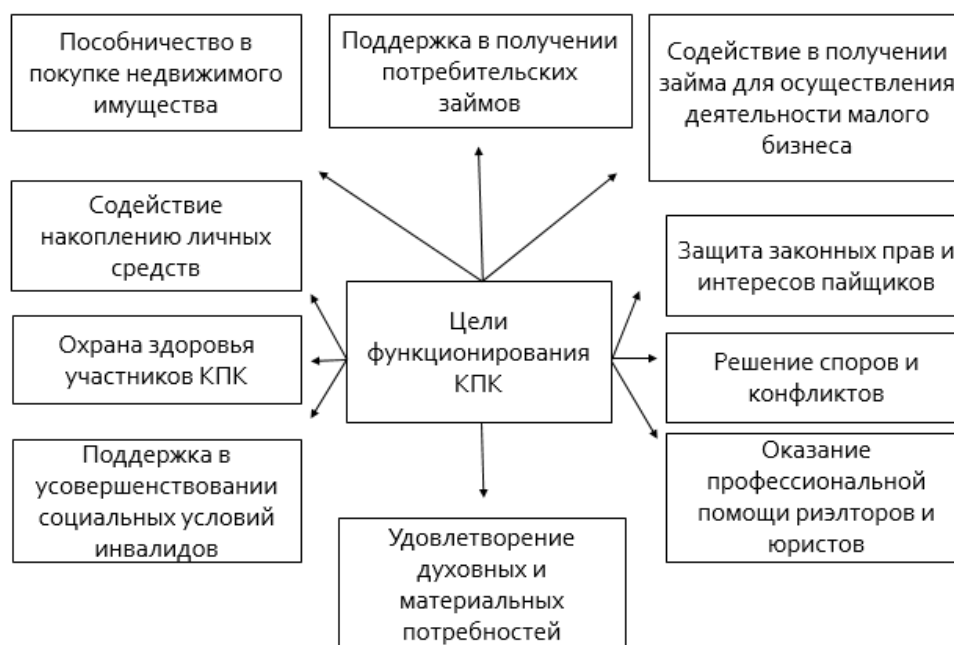 Пособничество в
покупке недвижимого
имущества
Поддержка в получении
потребительских
займов
Содействие в получении
займа для осуществления
деятельности малого
бизнеса
Содействие
накоплению личных
средств
Защита законных прав и
интересов пайщиков
Цели
функционирования
КПК
Охрана здоровья
участников КПК
Решение споров и
конфликтов
Поддержка в
усовершенствовании
социальных условий
инвалидов
Оказание
профессиональной
помощи риэлторов и
юристов
Удовлетворение
духовных и
материальных
потребностей